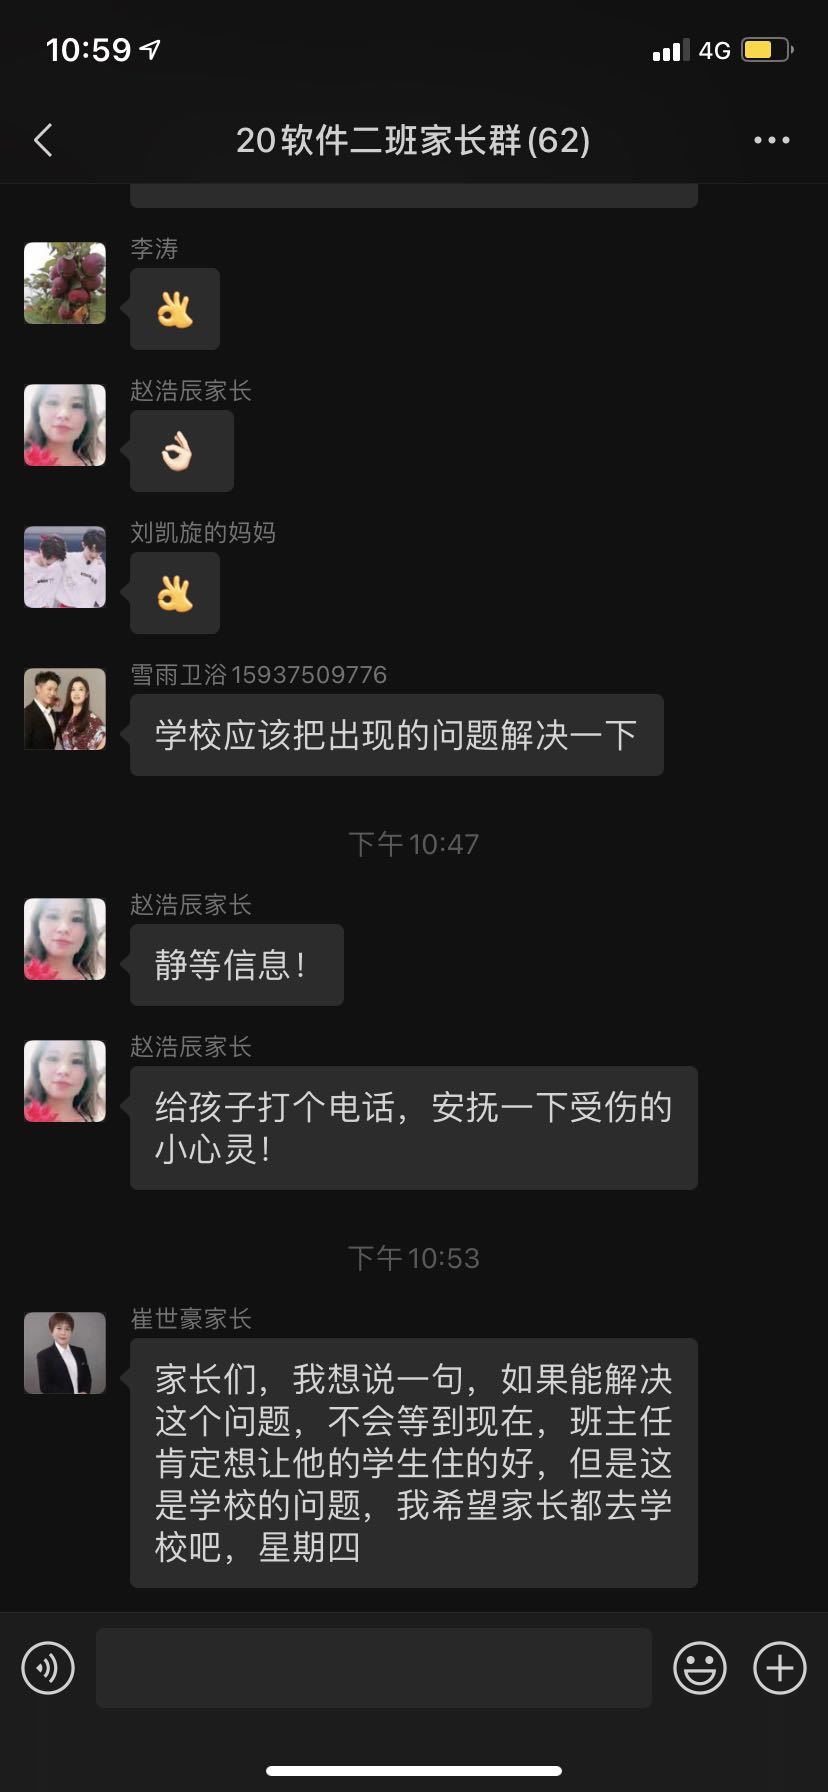 10:59
4G
20软件二班家长群(62)
李涛
赵浩辰家长
刘凯旋的妈妈
雪雨卫浴15937509776
学校应该把出现的问题解决一下
下午10:47
赵浩辰家长
静等信息！
赵浩辰家长
给孩子打个电话，安抚一下受伤的
小心灵！
下午10:53
崔世豪家长
家长们，我想说一句，如果能解决
这个问题，不会等到现在，班主任
肯定想让他的学生住的好，但是这
是学校的问题，我希望家长都去学
校吧，星期四